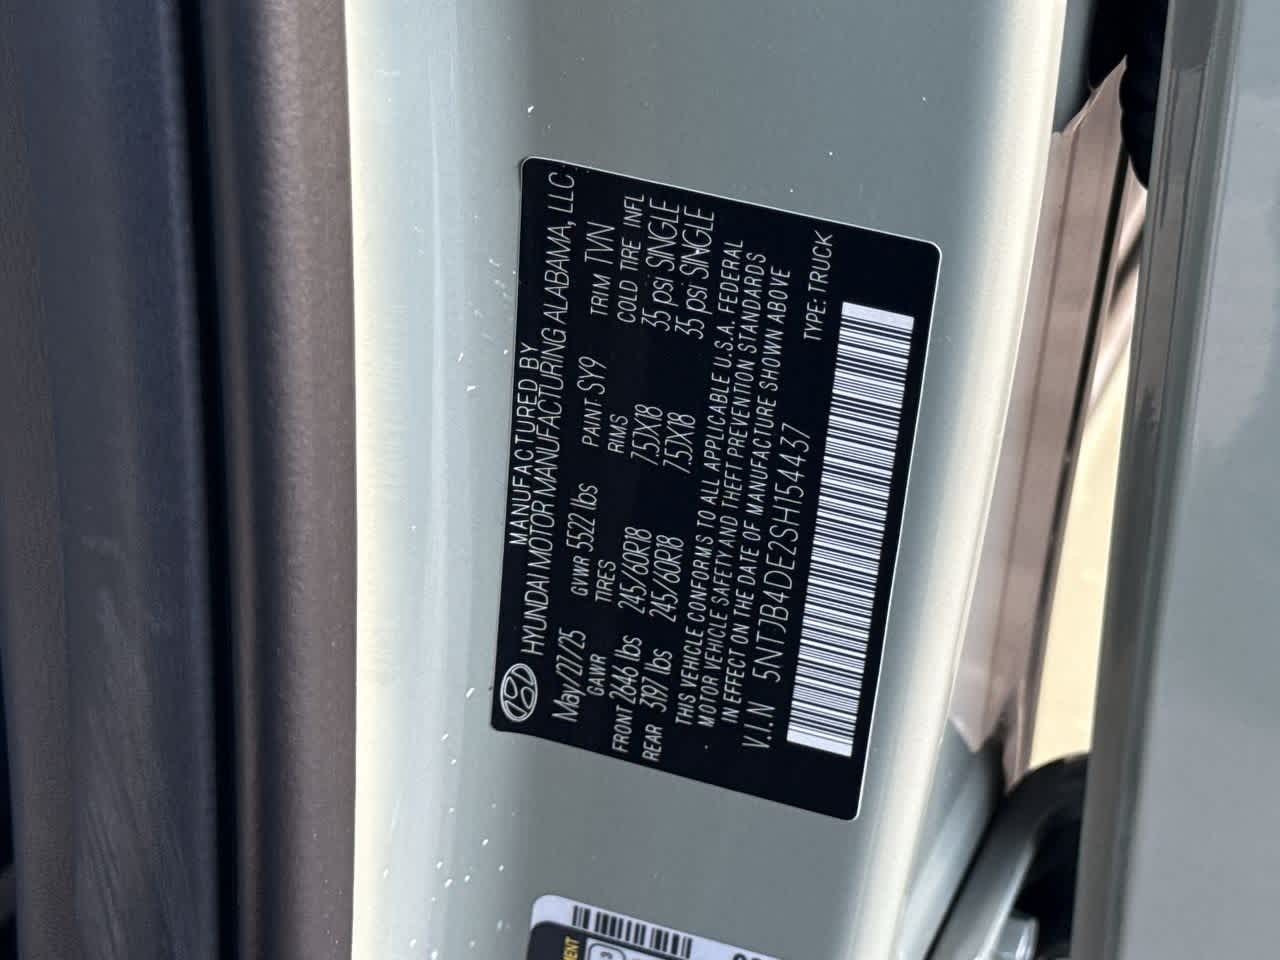 MANUFACTURED BY
HYUNDAI MOTOR MANUFACTURING ALABAMA, LLC
May/07/25 GVWR 5522 lbs PAINT SY9 TRIM TVN
GAWR TIRES RIMS COLD TIRE INFL
FRONT 2646 lbs 245/60R18 7.5JX18 35 psi SINGLE
REAR 3197 lbs 245/60R18 7.5JX18 35 psi SINGLE
THIS VEHICLE CONFORMS TO ALL APPLICABLE U.S.A. FEDERAL
MOTOR VEHICLE SAFETY AND THEFT PREVENTION STANDARDS
IN EFFECT ON THE DATE OF MANUFACTURE SHOWN ABOVE
V.I.N 5NTJB4DE2SH154437 TYPE: TRUCK